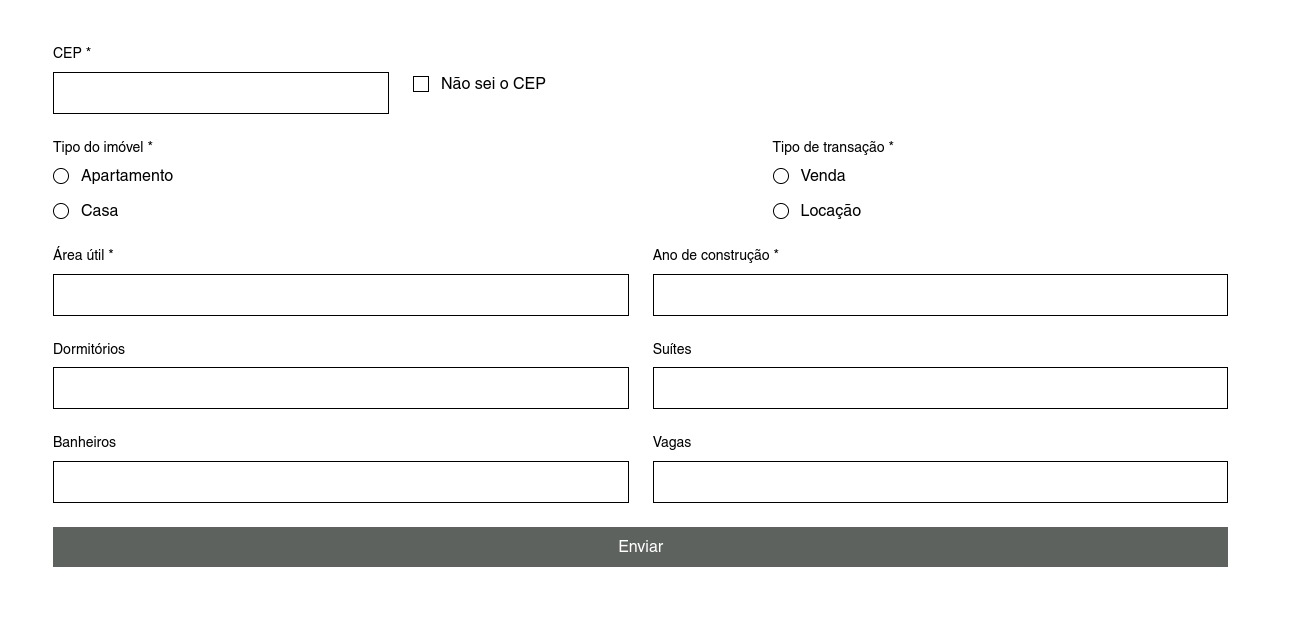 CEP *
Não sei o CEP
Tipo do imóvel *
Tipo de transação *
Apartamento
Venda
Casa
Locação
Área útil *
Ano de construção *
Dormitórios
Suítes
Banheiros
Vagas
Enviar